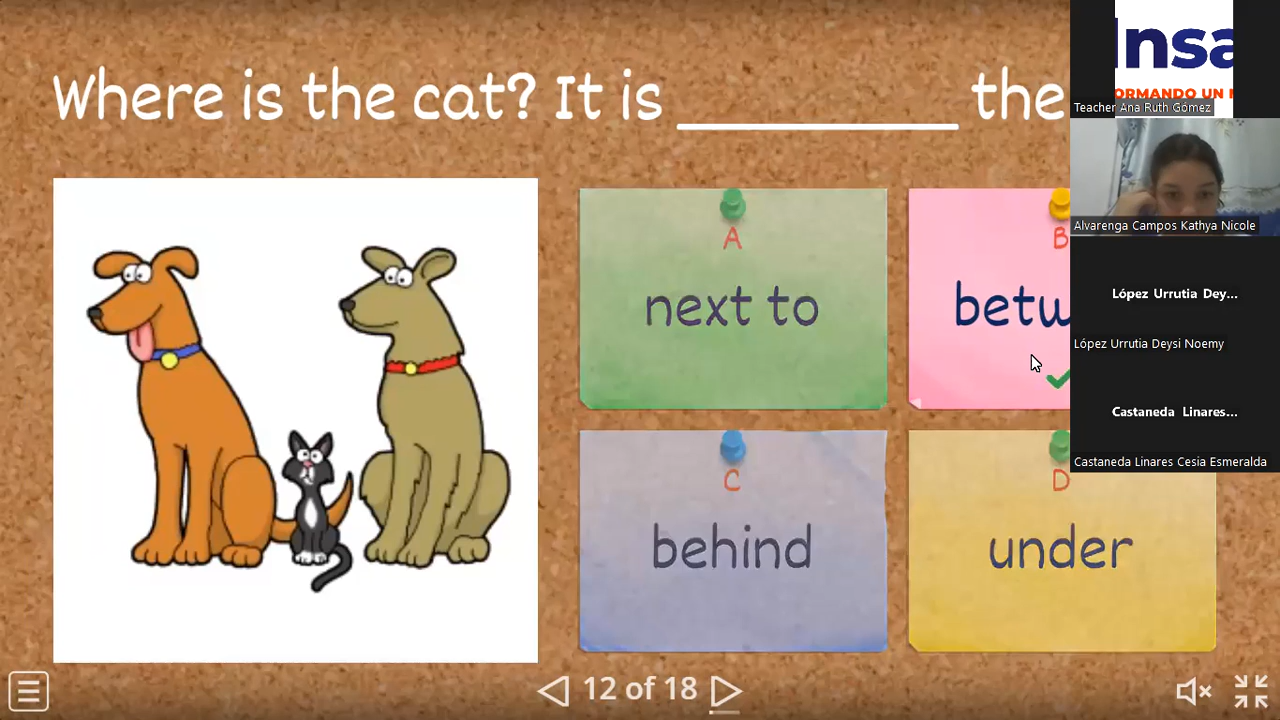 Where is the cat? It is __________ the
Insa
ORMANDO UN
Teacher Ana Ruth Gómez
Alvarenga Campos Kathya Nicole
A
next to
B
betw
López Urrutia Dey...
López Urrutia Deysi Noemy
Castaneda Linares...
Castaneda Linares Cesia Esmeralda
C
behind
D
under
12 of 18